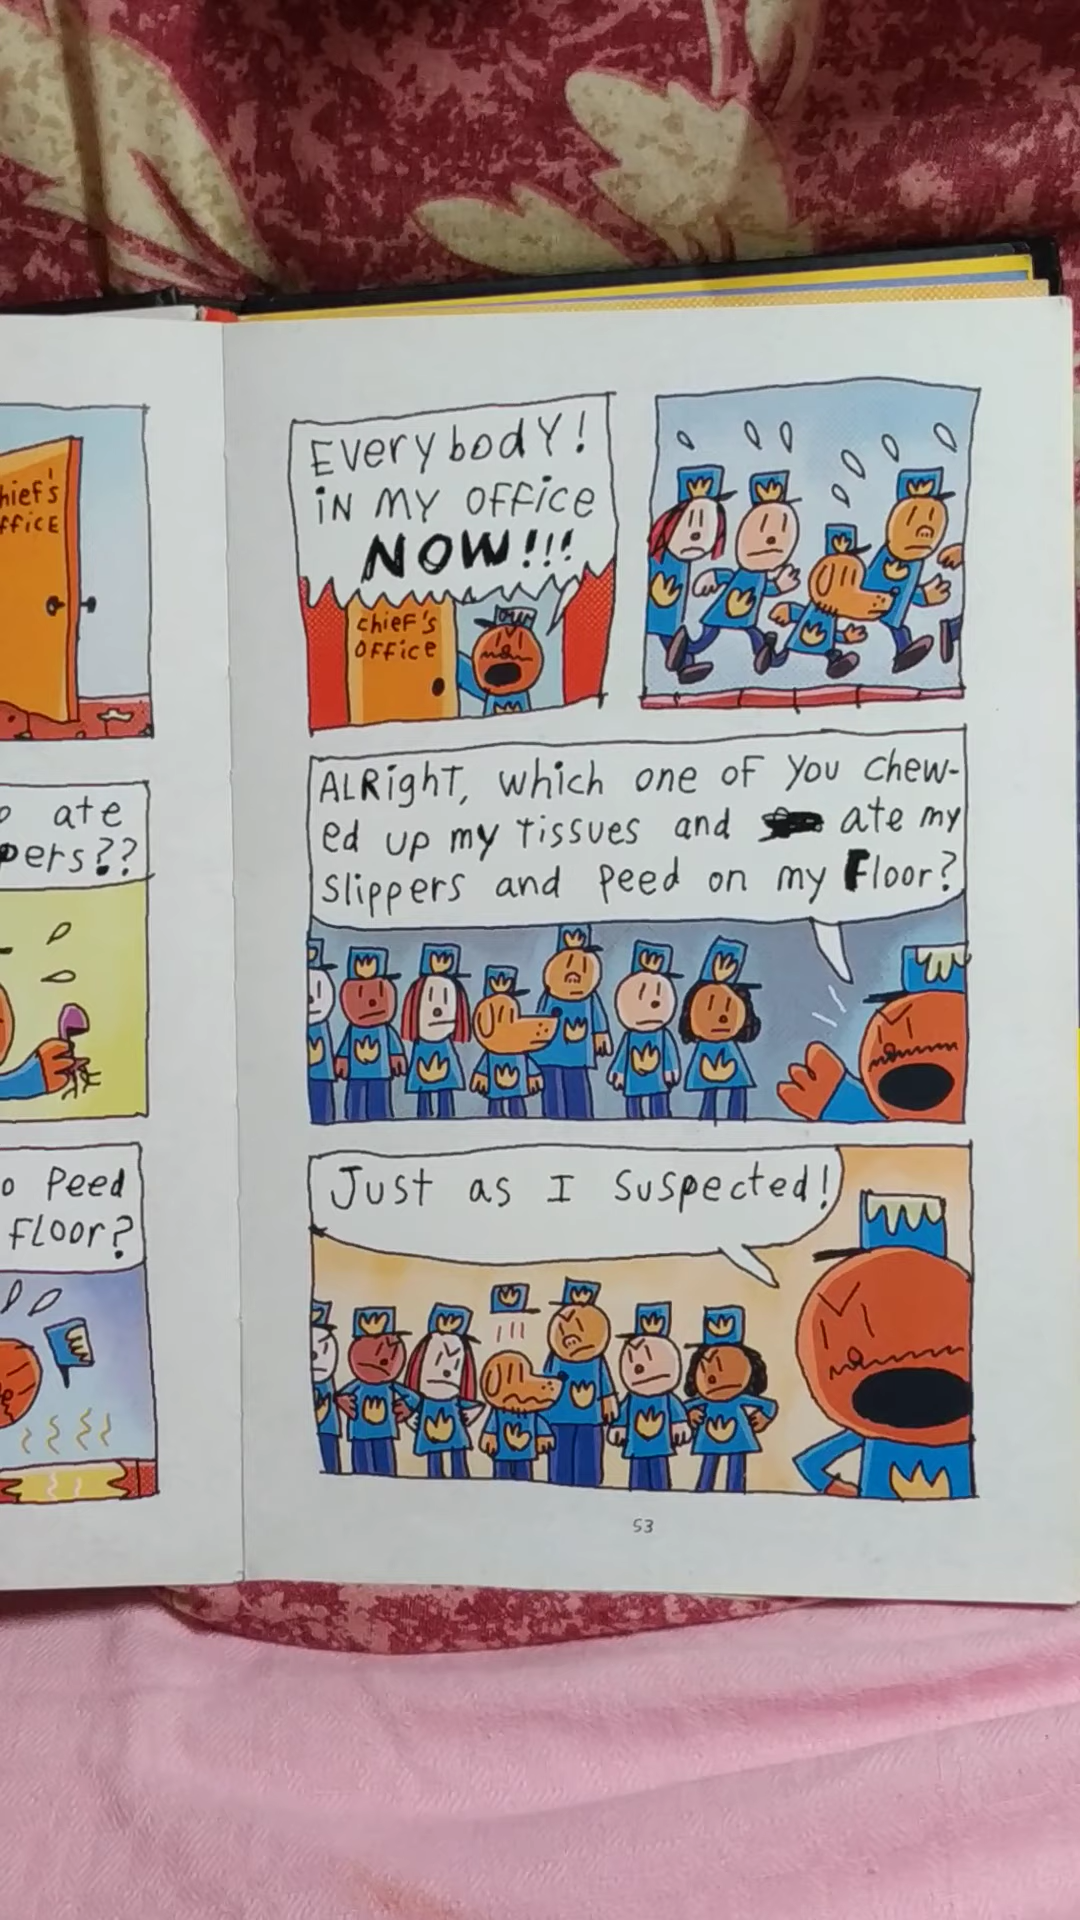 hief's
ffice
o ate
pers??
o Peed
Floor?
Everybody!
in my office
NOW!!!
chief's
office
ALRight, which one of you chew-
ed up my tissues and ate my
slippers and peed on my Floor?
Just as I suspected!
53